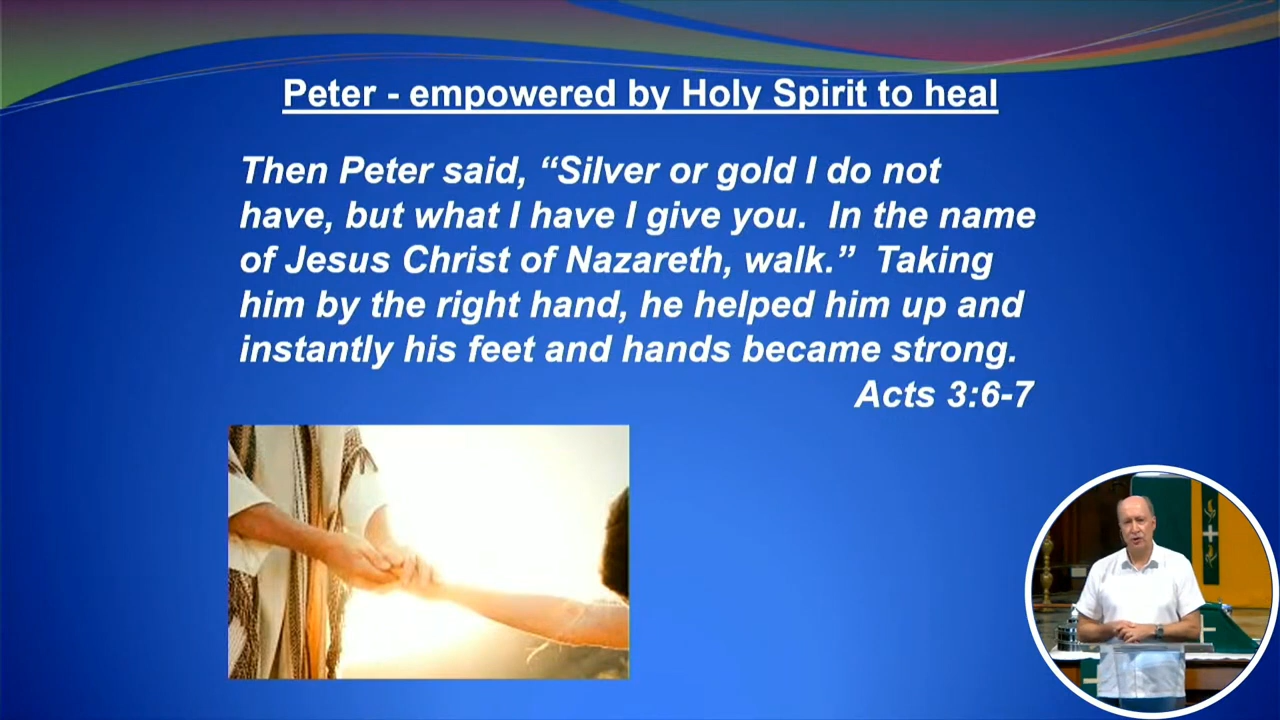 Peter - empowered by Holy Spirit to heal
Then Peter said, “Silver or gold I do not
have, but what I have I give you.  In the name
of Jesus Christ of Nazareth, walk.”  Taking
him by the right hand, he helped him up and
instantly his feet and hands became strong.
Acts 3:6-7